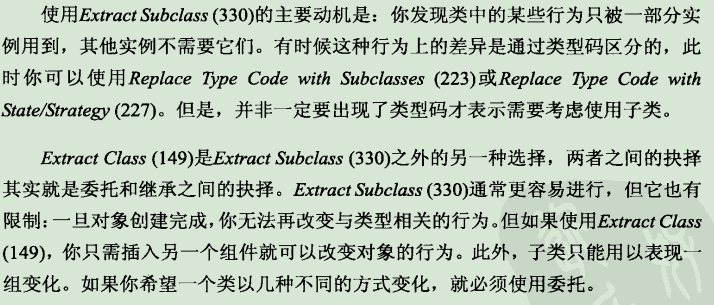 使用Extract Subclass (330)的主要动机是：你发现类中的某些行为只被一部分实
例用到，其他实例不需要它们。有时候这种行为上的差异是通过类型码区分的，此
时你可以使用Replace Type Code with Subclasses (223)或Replace Type Code with
State/Strategy (227)。但是，并非一定要出现了类型码才表示需要考虑使用子类。
Extract Class (149)是Extract Subclass (330)之外的另一种选择，两者之间的抉择
其实就是委托和继承之间的抉择。Extract Subclass (330)通常更容易进行，但它也有
限制：一旦对象创建完成，你无法再改变与类型相关的行为。但如果使用Extract Class
(149)，你只需插入另一个组件就可以改变对象的行为。此外，子类只能用以表现一
组变化。如果你希望一个类以几种不同的方式变化，就必须使用委托。